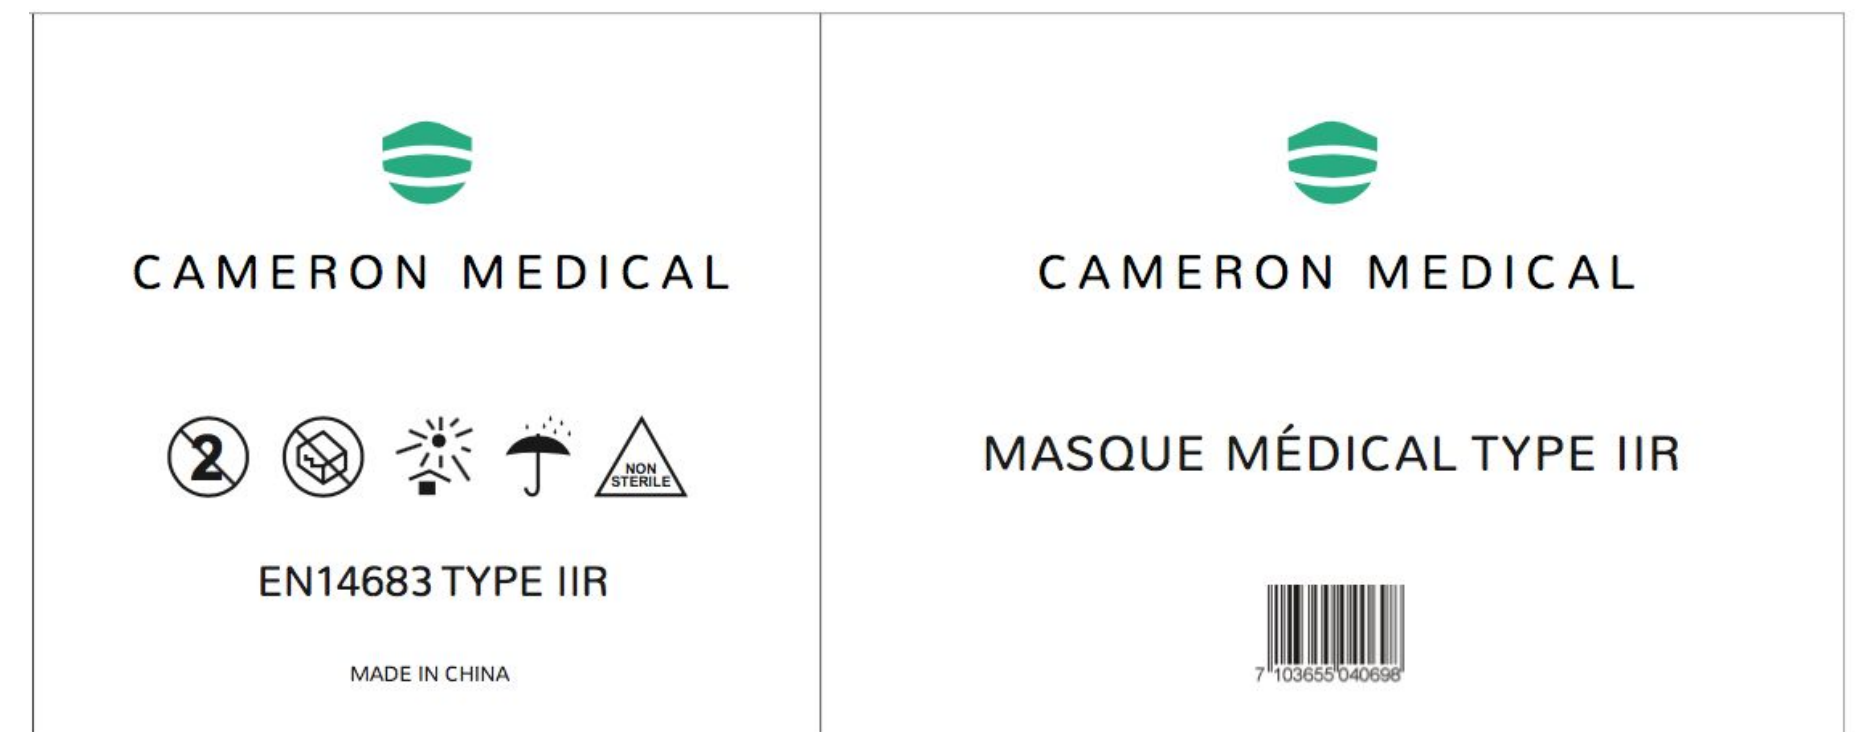 CAMERON MEDICAL
2
NON
STERILE
EN14683 TYPE IIR
MADE IN CHINA
CAMERON MEDICAL
MASQUE MÉDICAL TYPE IIR
7 103655 040698